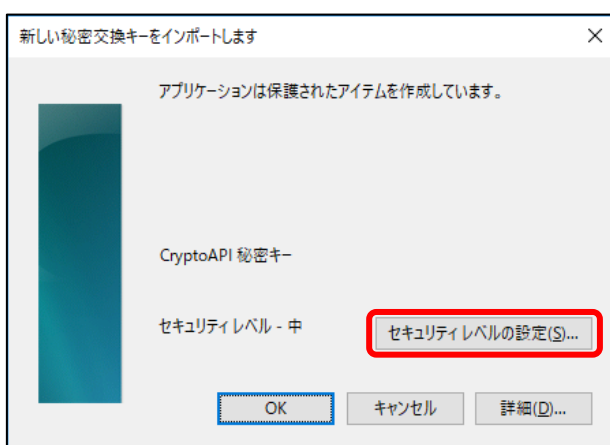 新しい秘密交換キーをインポートします
アプリケーションは保護されたアイテムを作成しています。
CryptoAPI 秘密キー
セキュリティ レベル - 中
セキュリティ レベルの設定(S)...
OK
キャンセル
詳細(D)...